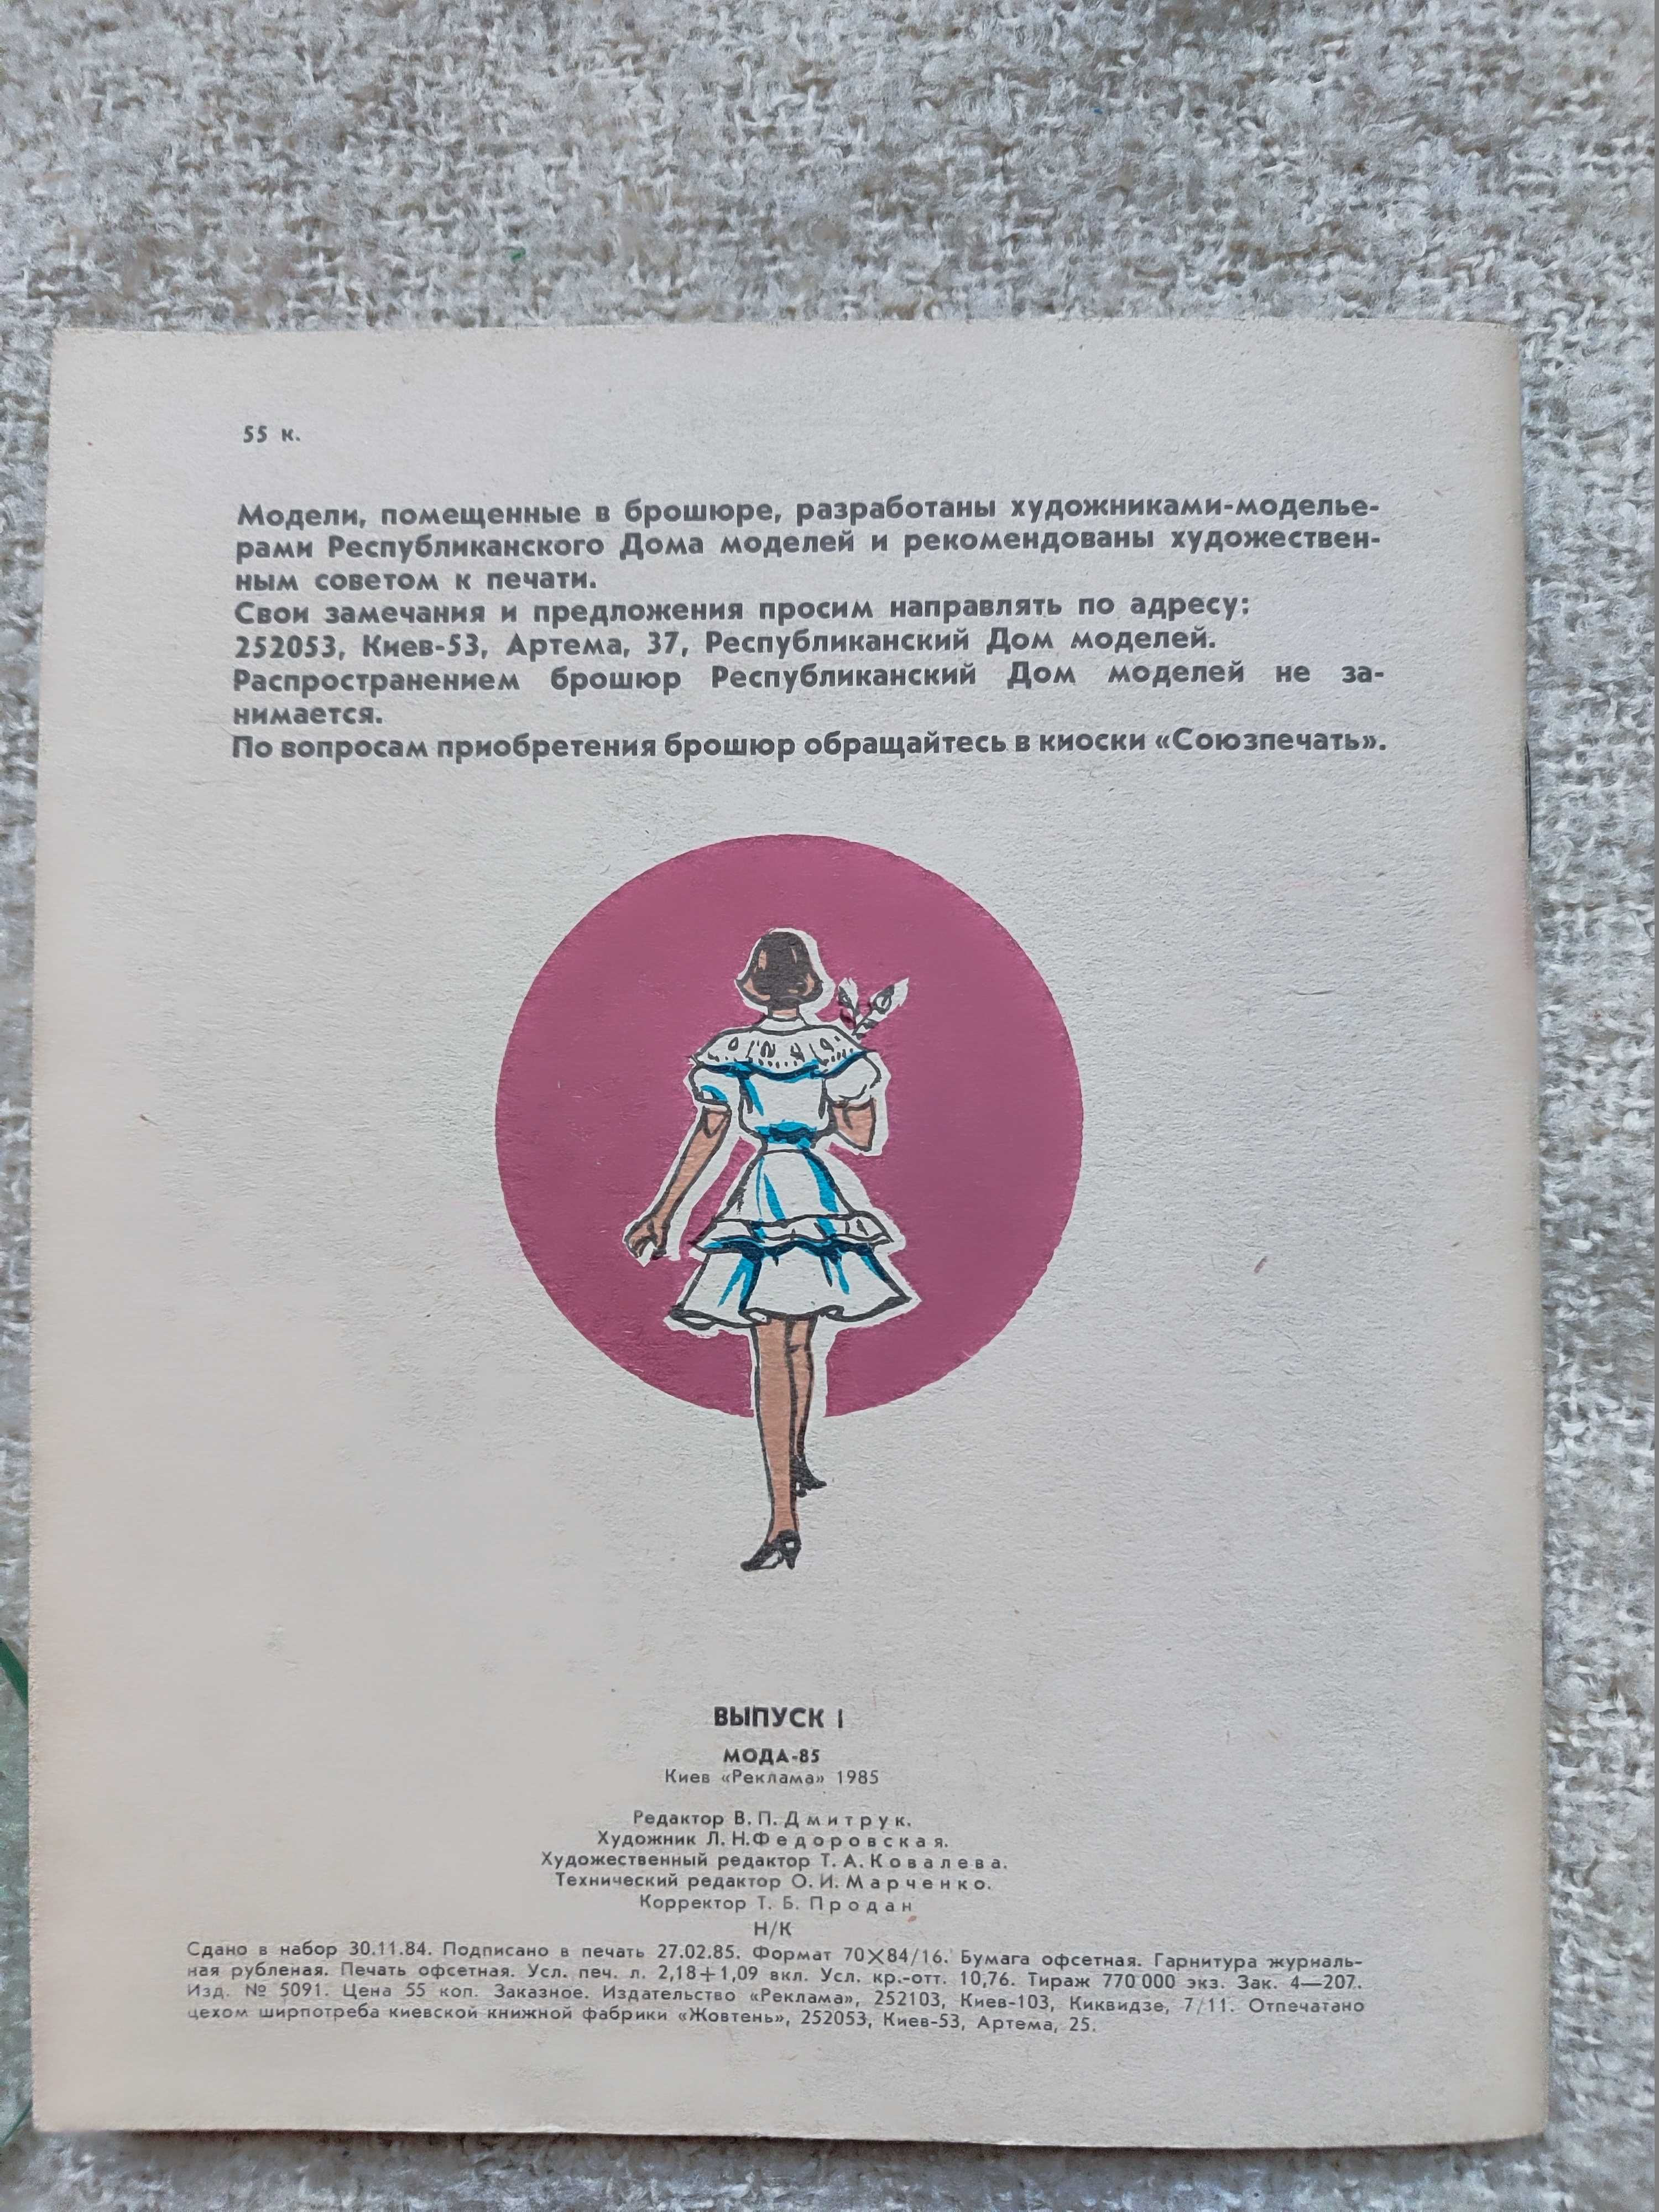 55 к.
Модели, помещенные в брошюре, разработаны художниками-моделье-
рами Республиканского Дома моделей и рекомендованы художествен-
ным советом к печати.
Свои замечания и предложения просим направлять по адресу:
252053, Киев-53, Артема, 37, Республиканский Дом моделей.
Распространением брошюр Республиканский Дом моделей не за-
нимается.
По вопросам приобретения брошюр обращайтесь в киоски «Союзпечать».
ВЫПУСК I
МОДА-85
Киев «Реклама» 1985
Редактор В. П. Дмитрук.
Художник Л. Н. Федоровская.
Художественный редактор Т. А. Ковалева.
Технический редактор О. И. Марченко.
Корректор Т. Б. Продан
Н/К
Сдано в набор 30.11.84. Подписано в печать 27.02.85. Формат 70×84/16. Бумага офсетная. Гарнитура журналь-
ная рубленая. Печать офсетная. Усл. печ. л. 2,18+1,09 вкл. Усл. кр.-отт. 10,76. Тираж 770 000 экз. Зак. 4—207.
Изд. № 5091. Цена 55 коп. Заказное. Издательство «Реклама», 252103, Киев-103, Киквидзе, 7/11. Отпечатано
цехом ширпотреба киевской книжной фабрики «Жовтень», 252053, Киев-53, Артема, 25.